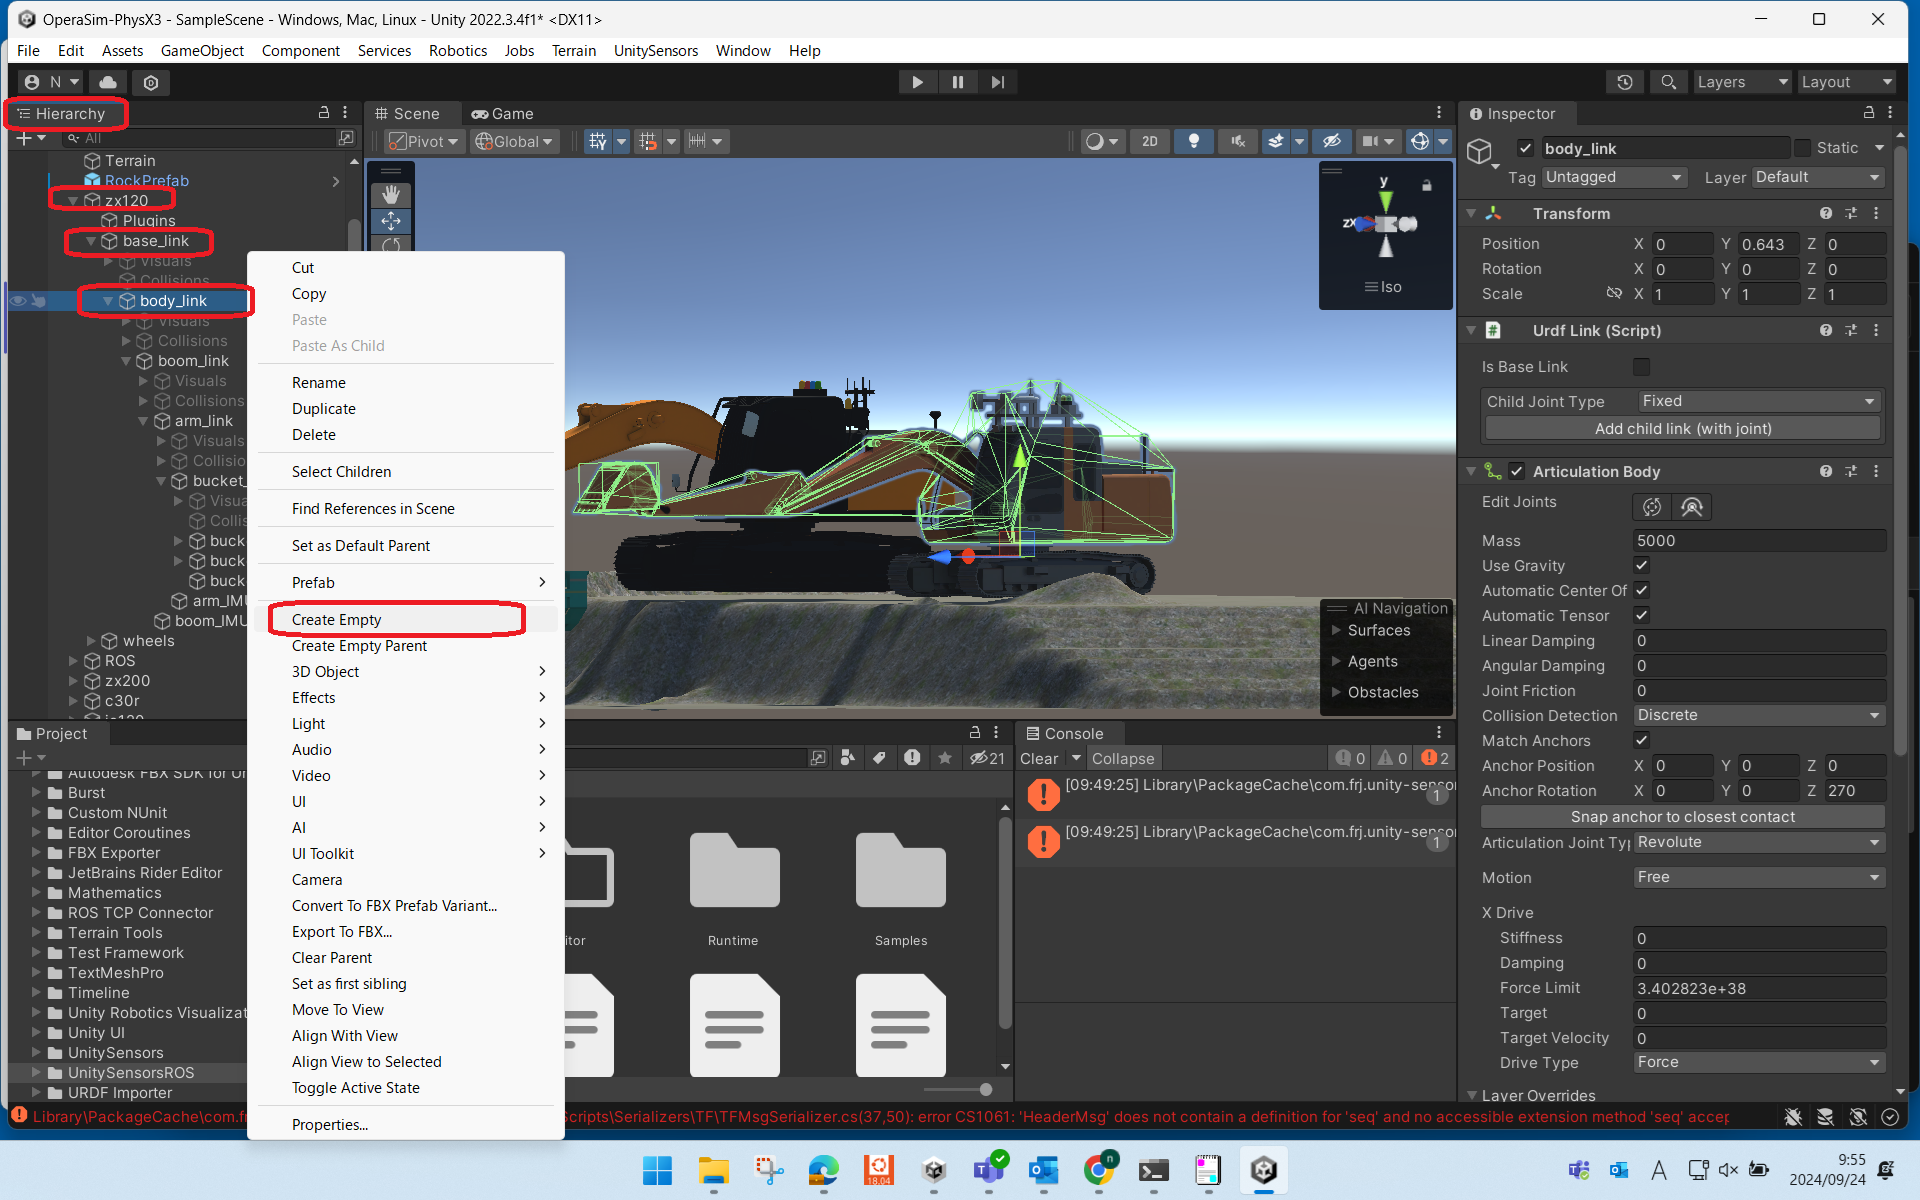 OperaSim-PhysX3 - SampleScene - Windows, Mac, Linux - Unity 2022.3.4f1* <DX11>
File Edit Assets GameObject Component Services Robotics Jobs Terrain UnitySensors Window Help
N Layers Layout
Hierarchy
All
Terrain
RockPrefab
zx120
Plugins
base_link
Visuals
Collisions
body_link
Visuals
Collisions
boom_link
Visuals
Collisions
arm_link
Visuals
Collisio
bucket_
Visua
Collis
buck
buck
buck
arm_IM
boom_IMU
wheels
ROS
zx200
c30r
Cut
Copy
Paste
Paste As Child
Rename
Duplicate
Delete
Select Children
Find References in Scene
Set as Default Parent
Prefab
Create Empty
Create Empty Parent
3D Object
Effects
Light
Audio
Video
UI
AI
UI Toolkit
Camera
Convert To FBX Prefab Variant...
Export To FBX...
Clear Parent
Set as first sibling
Move To View
Align With View
Align View to Selected
Toggle Active State
Properties...
Scene Game
Pivot Global 2D
y
zx
Iso
AI Navigation
Surfaces
Agents
Obstacles
Inspector
body_link Static
Tag Untagged Layer Default
Transform
Position X 0 Y 0.643 Z 0
Rotation X 0 Y 0 Z 0
Scale X 1 Y 1 Z 1
Urdf Link (Script)
Is Base Link
Child Joint Type Fixed
Add child link (with joint)
Articulation Body
Edit Joints
Mass 5000
Use Gravity
Automatic Center Of
Automatic Tensor
Linear Damping 0
Angular Damping 0
Joint Friction 0
Collision Detection Discrete
Match Anchors
Anchor Position X 0 Y 0 Z 0
Anchor Rotation X 0 Y 0 Z 270
Snap anchor to closest contact
Articulation Joint Typ Revolute
Motion Free
X Drive
Stiffness 0
Damping 0
Force Limit 3.402823e+38
Target 0
Target Velocity 0
Drive Type Force
Layer Overrides
Project
21
Autodesk FBX SDK for Un
Burst
Custom NUnit
Editor Coroutines
FBX Exporter
JetBrains Rider Editor
Mathematics
ROS TCP Connector
Terrain Tools
Test Framework
TextMeshPro
Timeline
Unity Robotics Visualizat
Unity UI
UnitySensors
UnitySensorsROS
URDF Importer
itor Runtime Samples
Console
Clear Collapse 0 0 2
[09:49:25] Library\PackageCache\com.frj.unity-sensor
1
[09:49:25] Library\PackageCache\com.frj.unity-sensor
1
Library\PackageCache\com.fr Scripts\Serializers\TF\TFMsgSerializer.cs(37,50): error CS1061: 'HeaderMsg' does not contain a definition for 'seq' and no accessible extension method 'seq' accep
18.04
n
A
9:55
2024/09/24